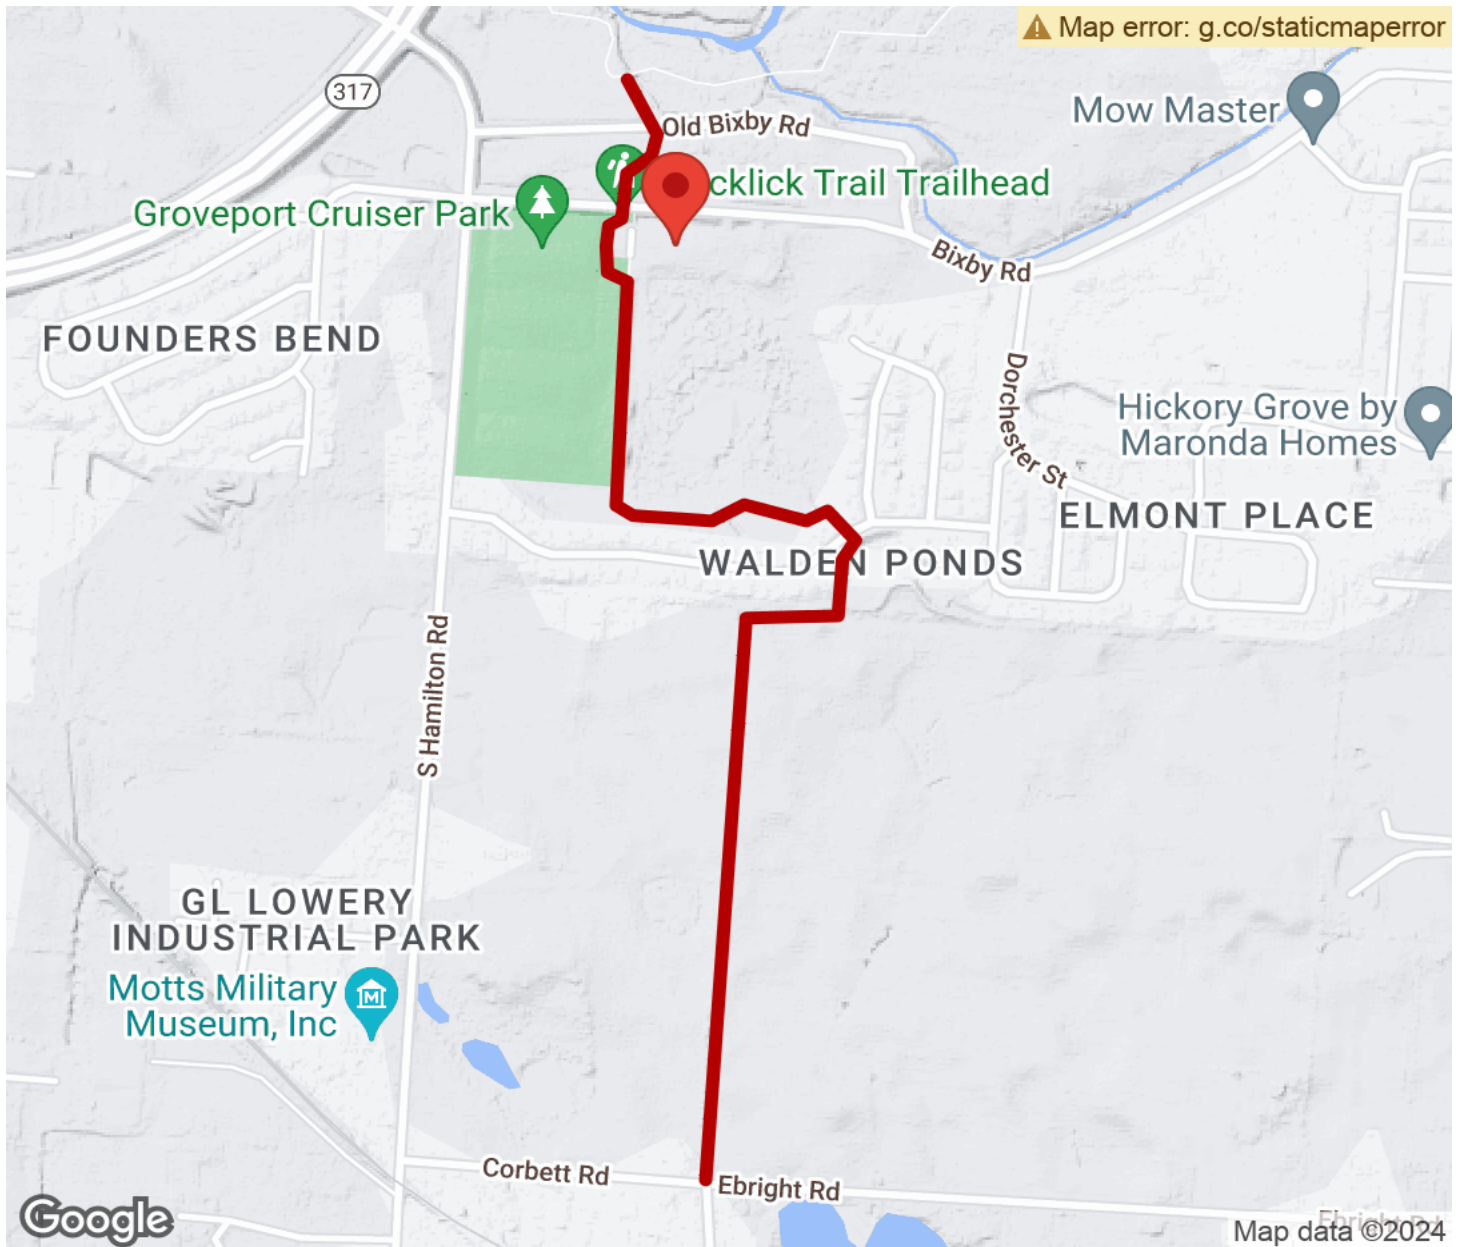 Map error: g.co/staticmaperror
317
Mow Master
Old Bixby Rd
cklick Trail Trailhead
Groveport Cruiser Park
Bixby Rd
FOUNDERS BEND
Dorchester St
Hickory Grove by
Maronda Homes
ELMONT PLACE
WALDEN PONDS
S Hamilton Rd
GL LOWERY
INDUSTRIAL PARK
Motts Military
Museum, Inc
M
Corbett Rd
Ebright Rd
Google
Map data ©2024